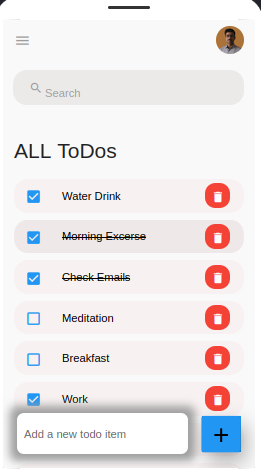 Search
ALL ToDos
Water Drink
Morning Excerse
Check Emails
Meditation
Breakfast
Work
Add a new todo item
+